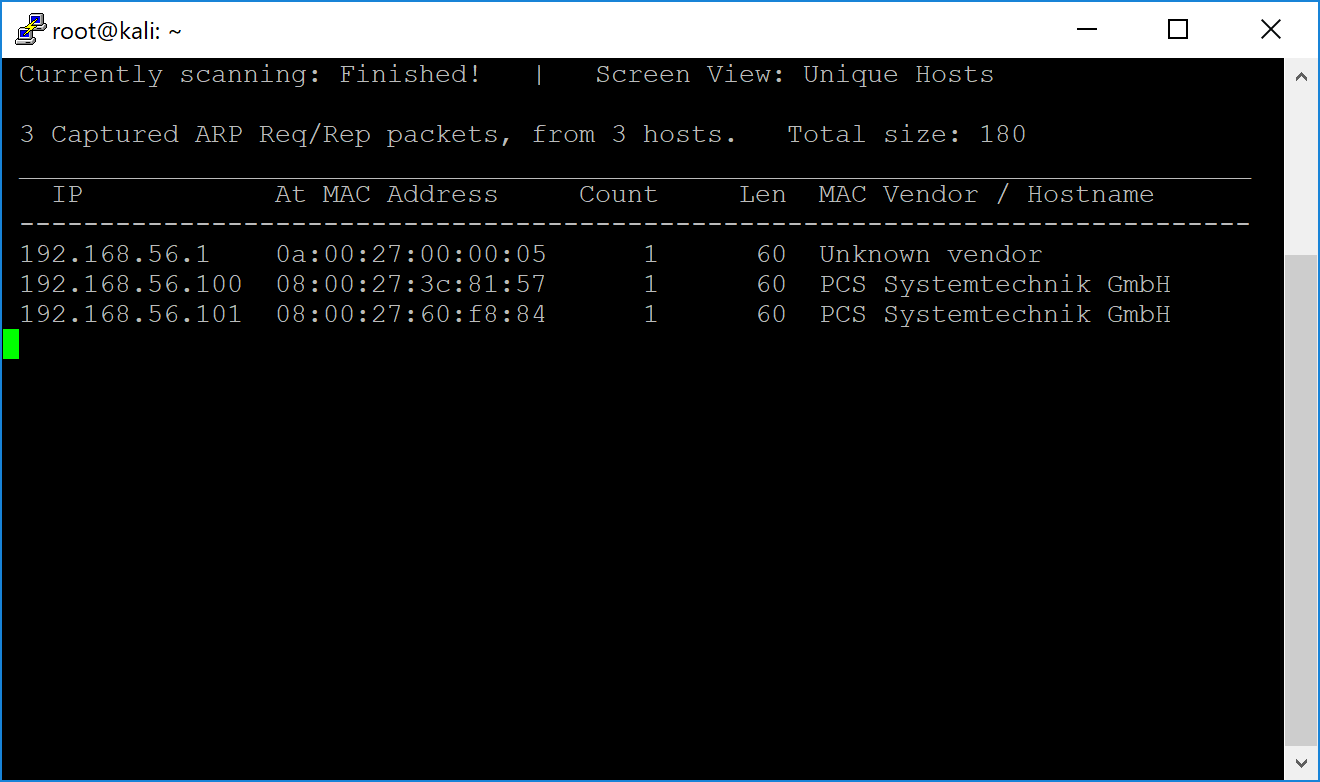 root@kali: ~
Currently scanning: Finished!   |   Screen View: Unique Hosts
3 Captured ARP Req/Rep packets, from 3 hosts.   Total size: 180
_____________________________________________________________________________
  IP            At MAC Address     Count     Len  MAC Vendor / Hostname
-----------------------------------------------------------------------------
192.168.56.1    0a:00:27:00:00:05      1      60  Unknown vendor
192.168.56.100  08:00:27:3c:81:57      1      60  PCS Systemtechnik GmbH
192.168.56.101  08:00:27:60:f8:84      1      60  PCS Systemtechnik GmbH